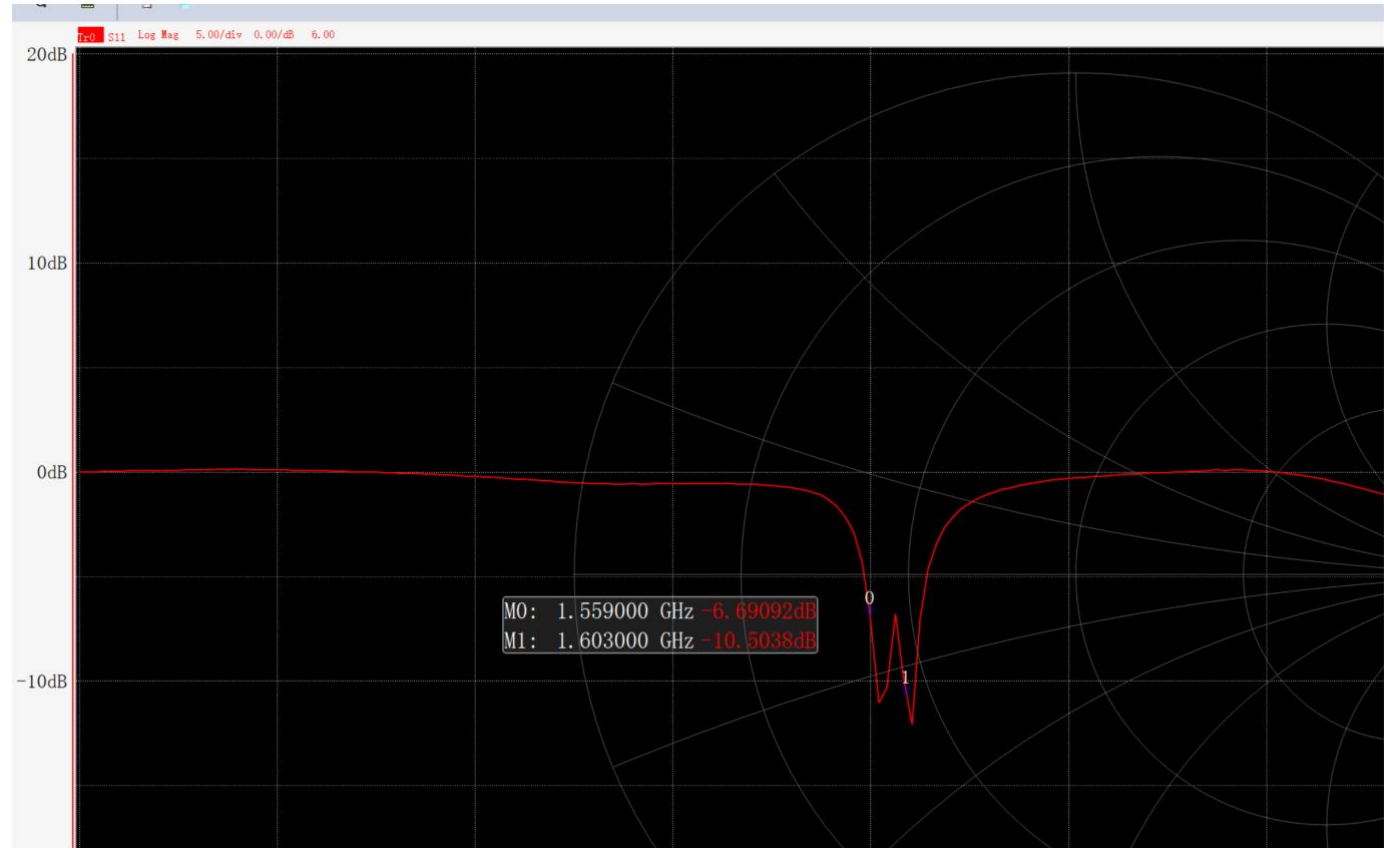 Tr0 S11 Log Mag 5.00/div 0.00/dB 6.00
20dB
10dB
0dB
0
M0: 1.559000 GHz -6.69092dB
M1: 1.603000 GHz -10.5038dB
1
-10dB